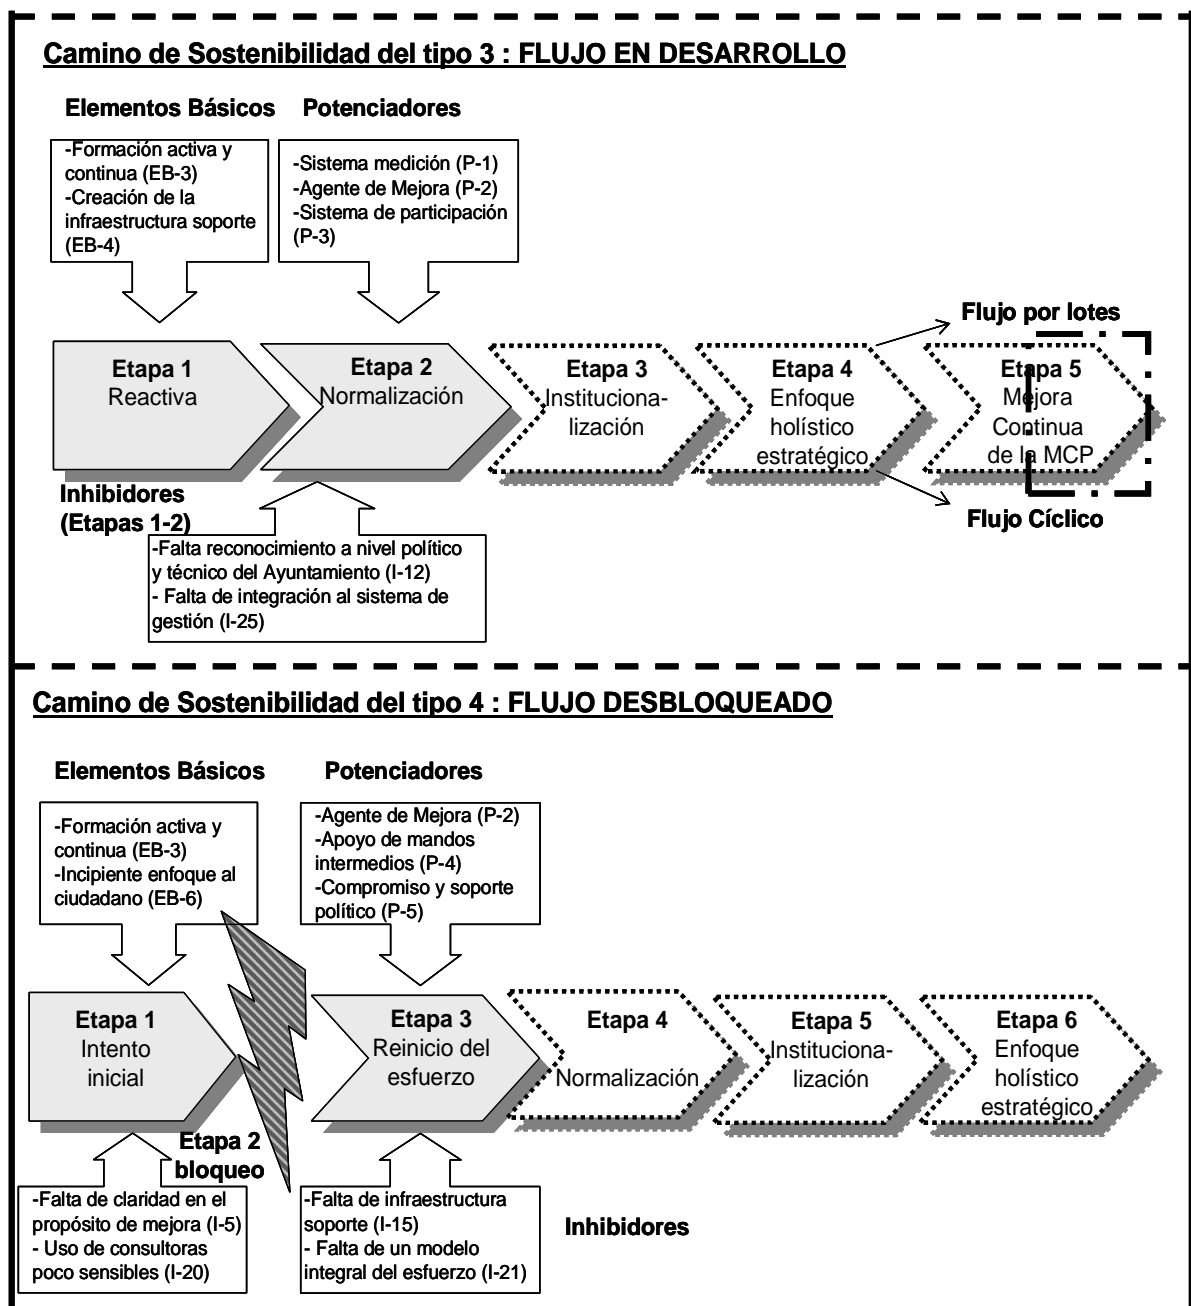 Camino de Sostenibilidad del tipo 3 : FLUJO EN DESARROLLO
Elementos Básicos
Potenciadores
-Formación activa y
continua (EB-3)
-Creación de la
infraestructura soporte
(EB-4)
-Sistema medición (P-1)
-Agente de Mejora (P-2)
-Sistema de participación
(P-3)
Flujo por lotes
Etapa 1
Reactiva
Etapa 2
Normalización
Etapa 3
Instituciona-
lización
Etapa 4
Enfoque
holístico
estratégico
Etapa 5
Mejora
Continua
de la MCP
Flujo Cíclico
Inhibidores
(Etapas 1-2)
-Falta reconocimiento a nivel político
y técnico del Ayuntamiento (I-12)
- Falta de integración al sistema de
gestión (I-25)
Camino de Sostenibilidad del tipo 4 : FLUJO DESBLOQUEADO
Elementos Básicos
Potenciadores
-Formación activa y
continua (EB-3)
-Incipiente enfoque al
ciudadano (EB-6)
-Agente de Mejora (P-2)
-Apoyo de mandos
intermedios (P-4)
-Compromiso y soporte
político (P-5)
Etapa 1
Intento
inicial
Etapa 2
bloqueo
Etapa 3
Reinicio del
esfuerzo
Etapa 4
Normalización
Etapa 5
Instituciona-
lización
Etapa 6
Enfoque
holístico
estratégico
-Falta de claridad en el
propósito de mejora (I-5)
- Uso de consultoras
poco sensibles (I-20)
-Falta de infraestructura
soporte (I-15)
- Falta de un modelo
integral del esfuerzo (I-21)
Inhibidores